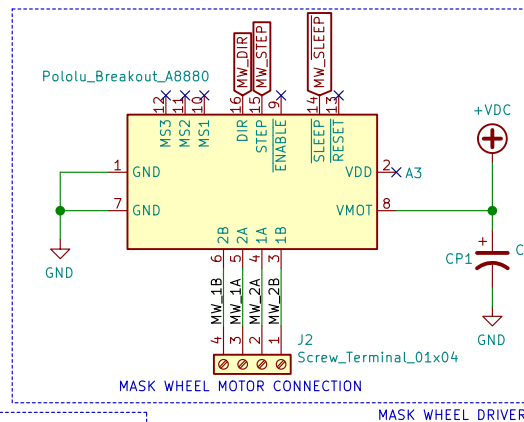 MW_DIR
MW_STEP
MW_SLEEP
Pololu_Breakout_A8880
12
11
10
16
15
9
14
13
MS3
MS2
MS1
DIR
STEP
ENABLE
SLEEP
RESET
+VDC
1
GND
VDD
2
A3
7
GND
VMOT
8
2B
2A
1A
1B
6
5
4
3
GND
CP1
+
C
MW_1B
MW_1A
MW_2A
MW_2B
GND
4
3
2
1
J2
Screw_Terminal_01x04
MASK WHEEL MOTOR CONNECTION
MASK WHEEL DRIVER